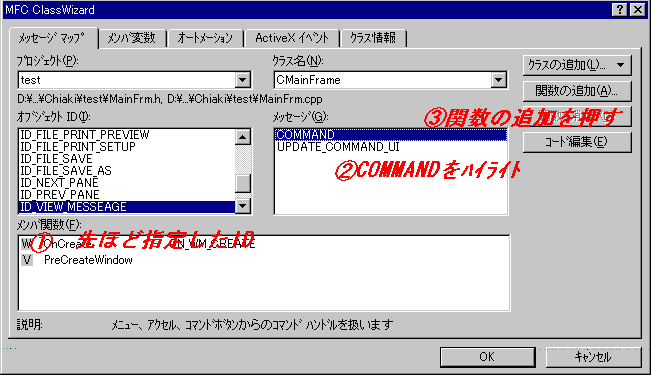 MFC ClassWizard
メッセージ マップ メンバ変数 オートメーション ActiveX イベント クラス情報
プロジェクト(P): クラス名(N):
test CMainFrame クラスの追加(L)...
関数の追加(A)...
D:¥...¥Chiaki¥test¥MainFrm.h, D:¥...¥Chiaki¥test¥MainFrm.cpp
オブジェクト ID(I): メッセージ(G):
③関数の追加を押す
ID_FILE_PRINT_PREVIEW COMMAND
ID_FILE_PRINT_SETUP UPDATE_COMMAND_UI コード編集(E)
ID_FILE_SAVE
ID_FILE_SAVE_AS ②COMMANDをハイライト
ID_NEXT_PANE
ID_PREV_PANE
ID_VIEW_MESSEAGE
メンバ関数(F):
① 先ほど指定したID
W OnCreate ON_WM_CREATE
V PreCreateWindow
説明: メニュー、アクセル、コマンドボタンからのコマンド ハンドルを扱います
OK キャンセル